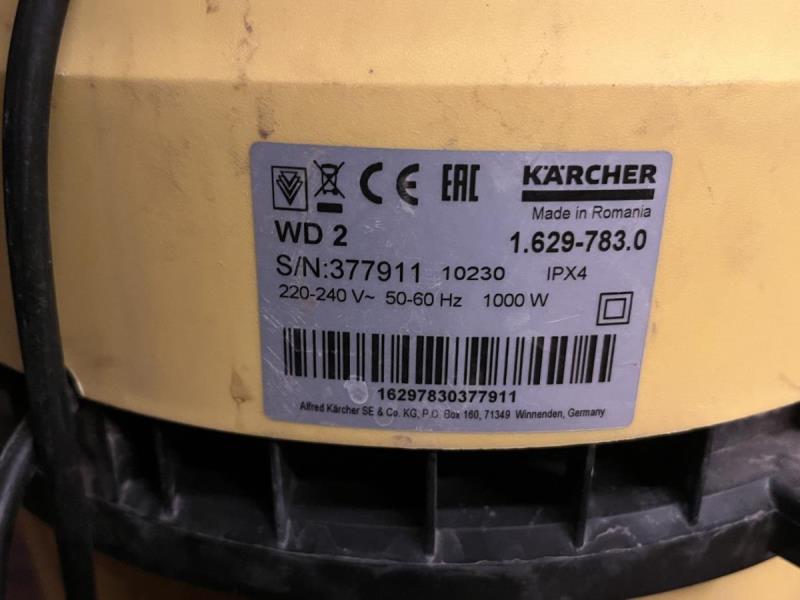 CE EAC KÄRCHER
Made in Romania
WD 2 1.629-783.0
S/N:377911 10230 IPX4
220-240 V~ 50-60 Hz 1000 W
16297830377911
Alfred Kärcher SE & Co. KG, P.O. Box 160, 71349 Winnenden, Germany